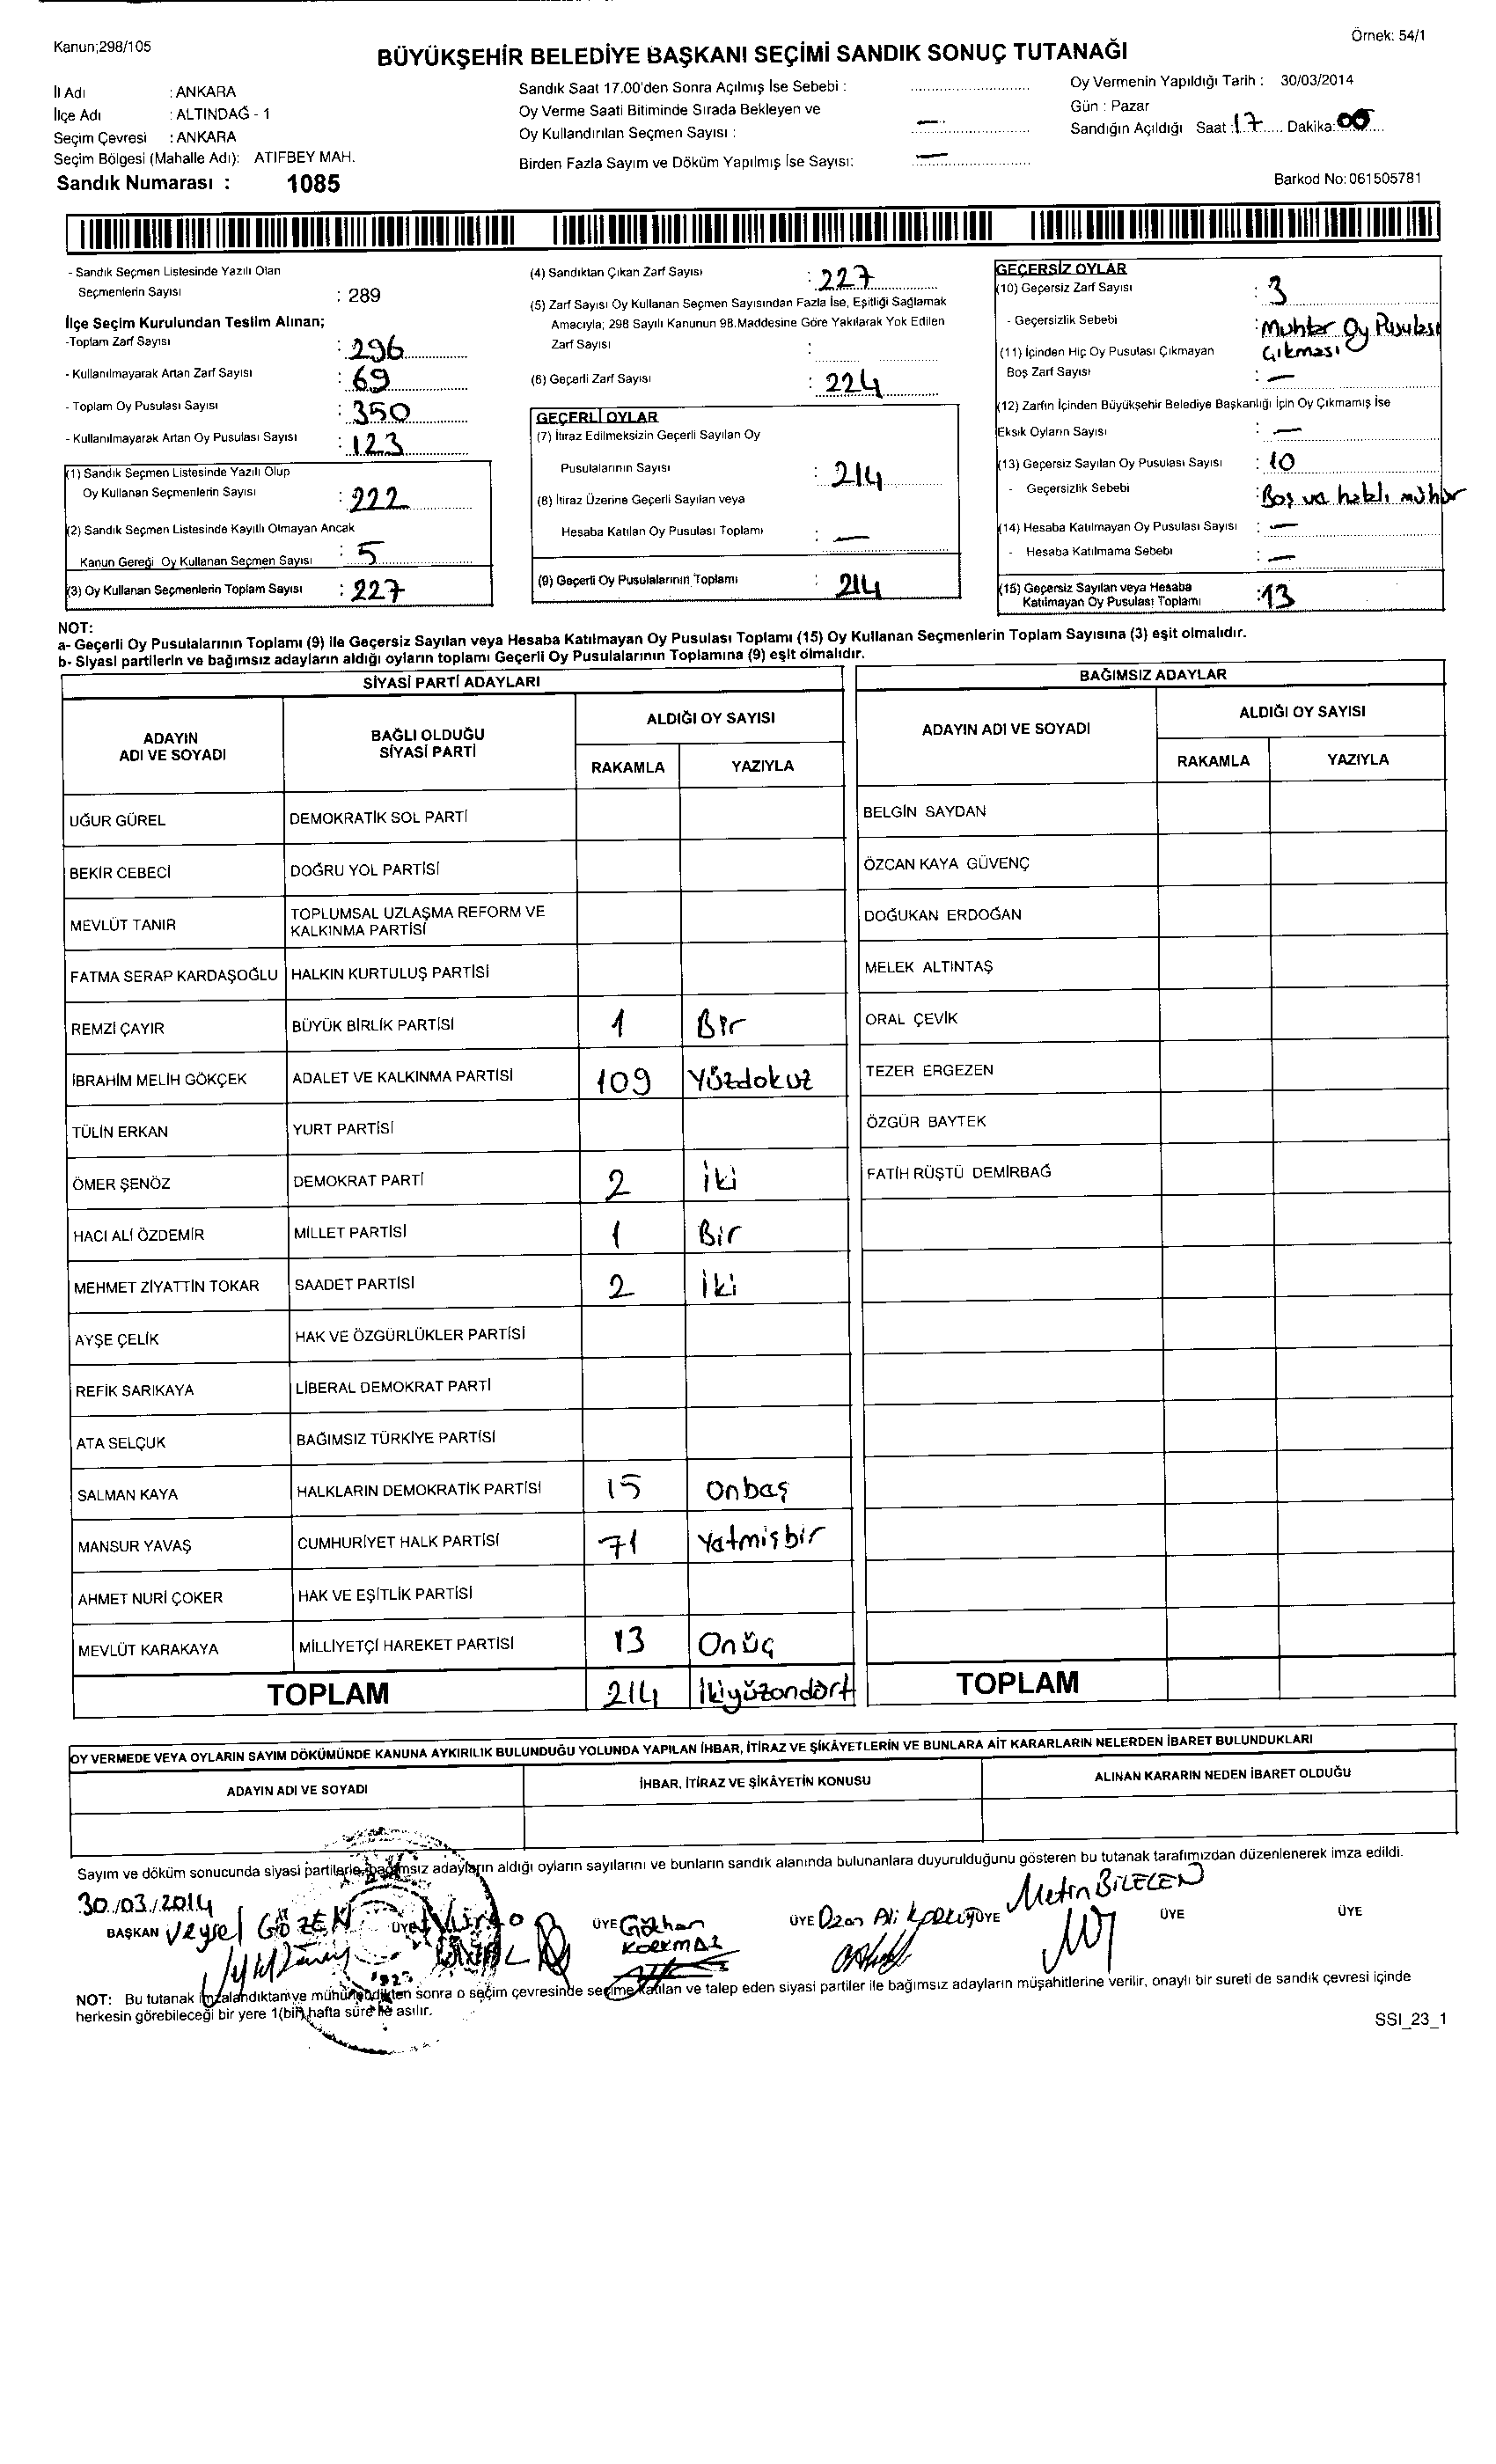 Kanun;298/105
Örnek: 54/1
BÜYÜKŞEHİR BELEDİYE BAŞKANI SEÇİMİ SANDIK SONUÇ TUTANAĞI
İl Adı : ANKARA
İlçe Adı : ALTINDAĞ - 1
Seçim Çevresi : ANKARA
Seçim Bölgesi (Mahalle Adı): ATIFBEY MAH.
Sandık Numarası : 1085
Sandık Saat 17.00'den Sonra Açılmış İse Sebebi :
Oy Verme Saati Bitiminde Sırada Bekleyen ve
Oy Kullandırılan Seçmen Sayısı : —
Birden Fazla Sayım ve Döküm Yapılmış İse Sayısı: —
Oy Vermenin Yapıldığı Tarih : 30/03/2014
Gün : Pazar
Sandığın Açıldığı Saat : 17 Dakika: 00
Barkod No: 061505781
- Sandık Seçmen Listesinde Yazılı Olan
Seçmenlerin Sayısı : 289
İlçe Seçim Kurulundan Teslim Alınan;
-Toplam Zarf Sayısı : 296
- Kullanılmayarak Artan Zarf Sayısı : 69
- Toplam Oy Pusulası Sayısı : 350
- Kullanılmayarak Artan Oy Pusulası Sayısı : 123
(1) Sandık Seçmen Listesinde Yazılı Olup
Oy Kullanan Seçmenlerin Sayısı : 222
(2) Sandık Seçmen Listesinde Kayıtlı Olmayan Ancak
Kanun Gereği Oy Kullanan Seçmen Sayısı : 5
(3) Oy Kullanan Seçmenlerin Toplam Sayısı : 227
(4) Sandıktan Çıkan Zarf Sayısı : 227
(5) Zarf Sayısı Oy Kullanan Seçmen Sayısından Fazla İse, Eşitliği Sağlamak
Amacıyla; 298 Sayılı Kanunun 98.Maddesine Göre Yakılarak Yok Edilen
Zarf Sayısı :
(6) Geçerli Zarf Sayısı : 224
GEÇERLİ OYLAR
(7) İtiraz Edilmeksizin Geçerli Sayılan Oy
Pusulalarının Sayısı : 214
(8) İtiraz Üzerine Geçerli Sayılan veya
Hesaba Katılan Oy Pusulası Toplamı : —
(9) Geçerli Oy Pusulalarının Toplamı : 214
GEÇERSİZ OYLAR
(10) Geçersiz Zarf Sayısı : 3
- Geçersizlik Sebebi : Muhtar Oy Pusulası
Çıkması
(11) İçinden Hiç Oy Pusulası Çıkmayan
Boş Zarf Sayısı : —
(12) Zarfın İçinden Büyükşehir Belediye Başkanlığı İçin Oy Çıkmamış İse
Eksik Oyların Sayısı : —
(13) Geçersiz Sayılan Oy Pusulası Sayısı : 10
- Geçersizlik Sebebi : Boş va hatalı mühür
(14) Hesaba Katılmayan Oy Pusulası Sayısı : —
- Hesaba Katılmama Sebebi : —
(15) Geçersiz Sayılan veya Hesaba
Katılmayan Oy Pusulası Toplamı : 13
NOT:
a- Geçerli Oy Pusulalarının Toplamı (9) ile Geçersiz Sayılan veya Hesaba Katılmayan Oy Pusulası Toplamı (15) Oy Kullanan Seçmenlerin Toplam Sayısına (3) eşit olmalıdır.
b- Siyasi partilerin ve bağımsız adayların aldığı oyların toplamı Geçerli Oy Pusulalarının Toplamına (9) eşit olmalıdır.
SİYASİ PARTİ ADAYLARI
ADAYIN ADI VE SOYADI
BAĞLI OLDUĞU SİYASİ PARTİ
ALDIĞI OY SAYISI
RAKAMLA YAZIYLA
UĞUR GÜREL DEMOKRATİK SOL PARTİ
BEKİR CEBECİ DOĞRU YOL PARTİSİ
MEVLÜT TANIR TOPLUMSAL UZLAŞMA REFORM VE KALKINMA PARTİSİ
FATMA SERAP KARDAŞOĞLU HALKIN KURTULUŞ PARTİSİ
REMZİ ÇAYIR BÜYÜK BİRLİK PARTİSİ 1 Bir
İBRAHİM MELİH GÖKÇEK ADALET VE KALKINMA PARTİSİ 109 Yüzdokuz
TÜLİN ERKAN YURT PARTİSİ
ÖMER ŞENÖZ DEMOKRAT PARTİ 2 İki
HACI ALİ ÖZDEMİR MİLLET PARTİSİ 1 Bir
MEHMET ZİYATTİN TOKAR SAADET PARTİSİ 2 İki
AYŞE ÇELİK HAK VE ÖZGÜRLÜKLER PARTİSİ
REFİK SARIKAYA LİBERAL DEMOKRAT PARTİ
ATA SELÇUK BAĞIMSIZ TÜRKİYE PARTİSİ
SALMAN KAYA HALKLARIN DEMOKRATİK PARTİSİ 15 Onbaş
MANSUR YAVAŞ CUMHURİYET HALK PARTİSİ 71 Yatmişbir
AHMET NURİ ÇOKER HAK VE EŞİTLİK PARTİSİ
MEVLÜT KARAKAYA MİLLİYETÇİ HAREKET PARTİSİ 13 Onüç
TOPLAM 214 İkiyüzondört
BAĞIMSIZ ADAYLAR
ADAYIN ADI VE SOYADI
ALDIĞI OY SAYISI
RAKAMLA YAZIYLA
BELGİN SAYDAN
ÖZCAN KAYA GÜVENÇ
DOĞUKAN ERDOĞAN
MELEK ALTINTAŞ
ORAL ÇEVİK
TEZER ERGEZEN
ÖZGÜR BAYTEK
FATİH RÜŞTÜ DEMİRBAĞ
TOPLAM
OY VERMEDE VEYA OYLARIN SAYIM DÖKÜMÜNDE KANUNA AYKIRILIK BULUNDUĞU YOLUNDA YAPILAN İHBAR, İTİRAZ VE ŞİKÂYETLERİN VE BUNLARA AİT KARARLARIN NELERDEN İBARET BULUNDUKLARI
ADAYIN ADI VE SOYADI İHBAR, İTİRAZ VE ŞİKÂYETİN KONUSU ALINAN KARARIN NEDEN İBARET OLDUĞU
Sayım ve döküm sonucunda siyasi partilerle, bağımsız adayların aldığı oyların sayılarını ve bunların sandık alanında bulunanlara duyurulduğunu gösteren bu tutanak tarafımızdan düzenlenerek imza edildi.
30/03/2014
BAŞKAN Veysel GÖZEN ÜYE ÜYE Gökhan KORKMAZ ÜYE Ozan Ali ÜYE Metin BİLECEN ÜYE ÜYE
NOT: Bu tutanak imzalandıktan ve mühürlendikten sonra o seçim çevresinde seçime katılan ve talep eden siyasi partiler ile bağımsız adayların müşahitlerine verilir, onaylı bir sureti de sandık çevresi içinde
herkesin görebileceği bir yere 1(bir) hafta süre ile asılır.
SSI_23_1